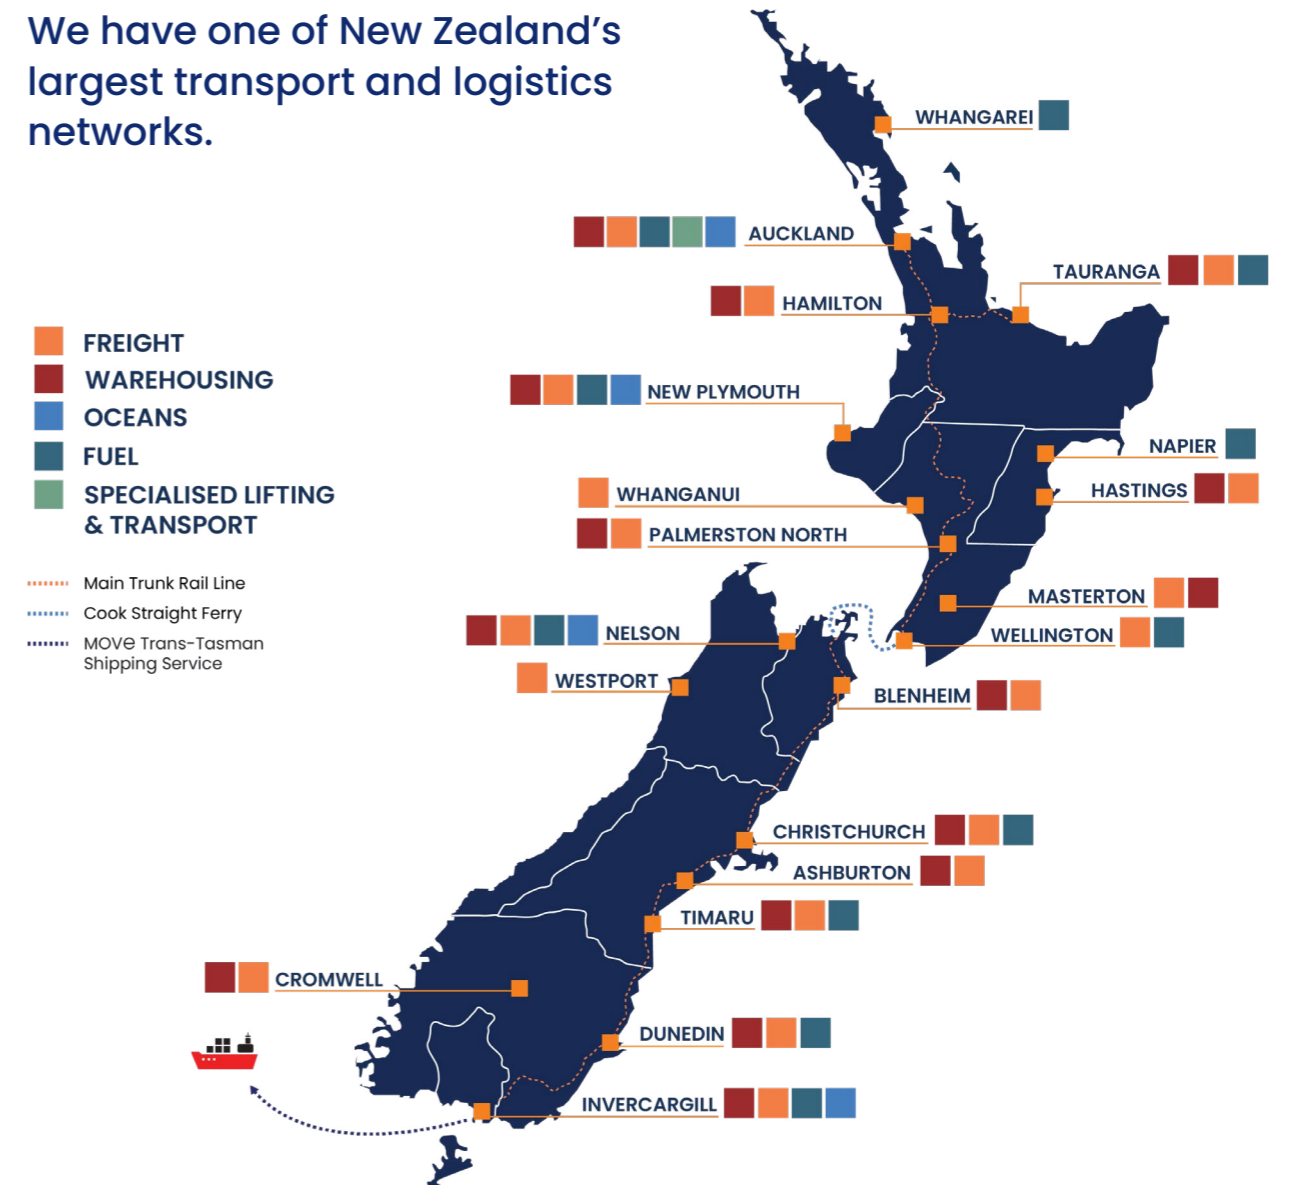 We have one of New Zealand's
largest transport and logistics
networks.
WHANGAREI
AUCKLAND
TAURANGA
HAMILTON
FREIGHT
WAREHOUSING
OCEANS
FUEL
SPECIALISED LIFTING
& TRANSPORT
Main Trunk Rail Line
Cook Straight Ferry
MOVe Trans-Tasman
Shipping Service
NEW PLYMOUTH
NAPIER
HASTINGS
WHANGANUI
PALMERSTON NORTH
MASTERTON
NELSON
WELLINGTON
WESTPORT
BLENHEIM
CHRISTCHURCH
ASHBURTON
TIMARU
CROMWELL
DUNEDIN
INVERCARGILL